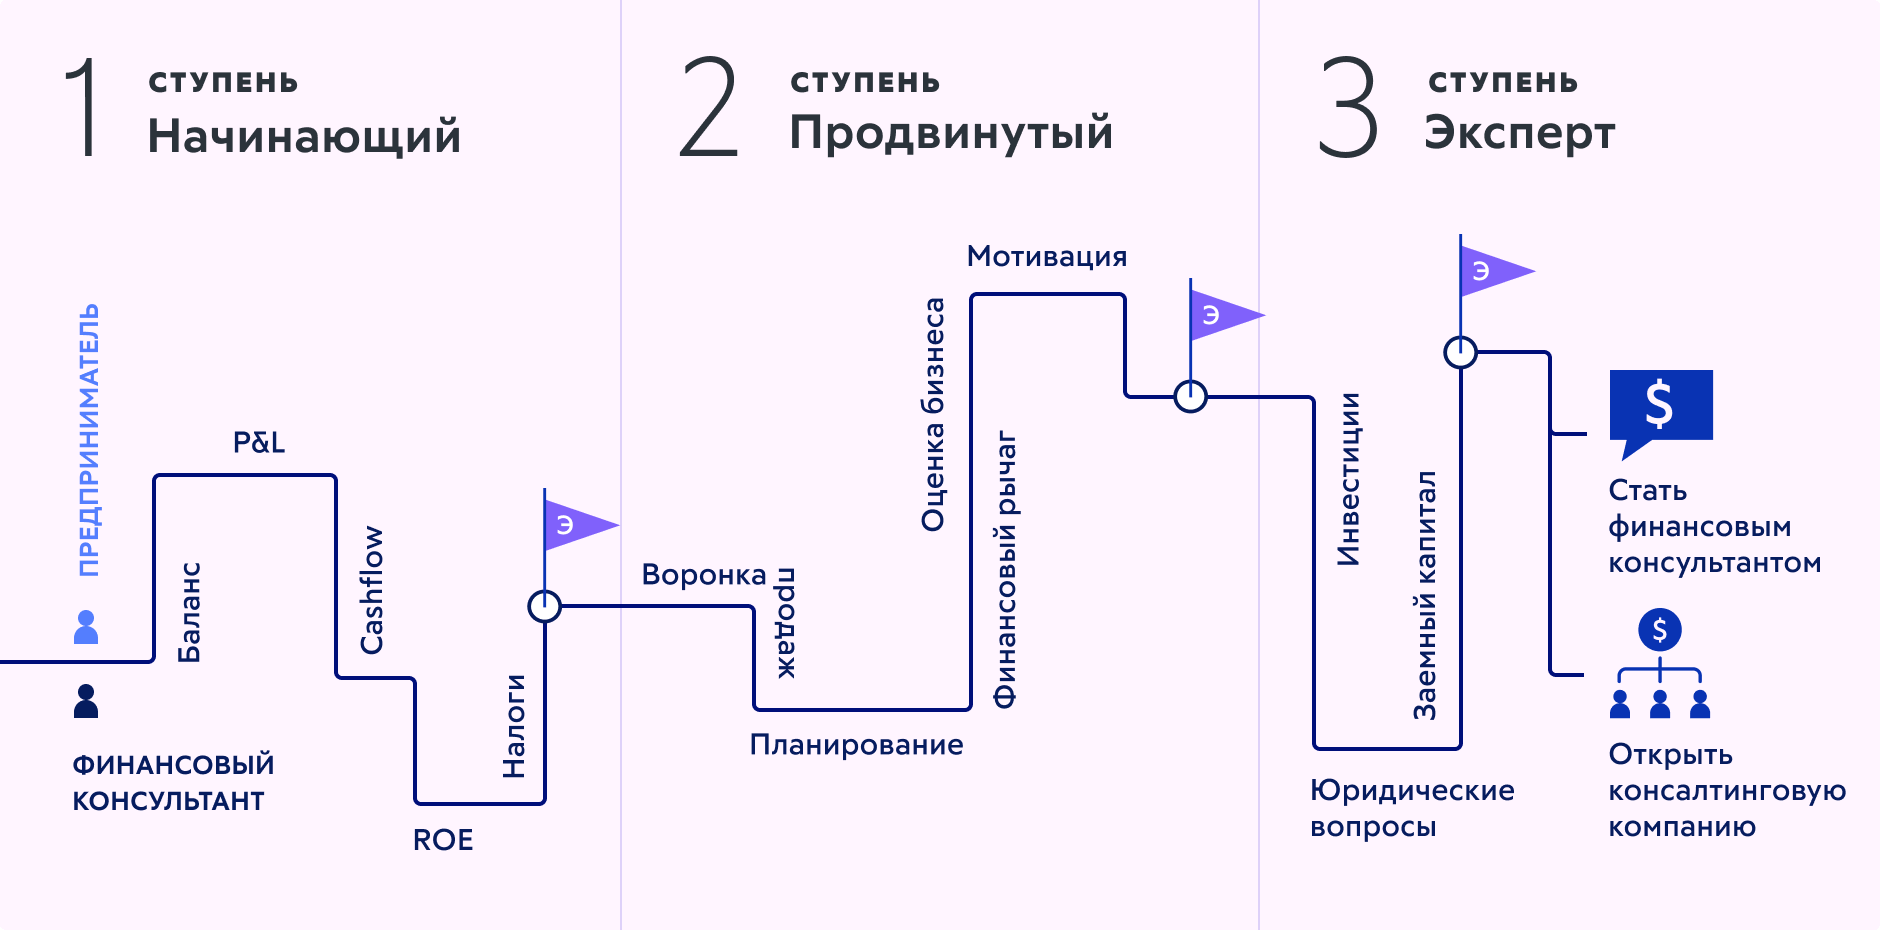 1
СТУПЕНЬ
Начинающий
2
СТУПЕНЬ
Продвинутый
3
СТУПЕНЬ
Эксперт
ПРЕДПРИНИМАТЕЛЬ
ФИНАНСОВЫЙ
КОНСУЛЬТАНТ
Баланс
P&L
Cashflow
ROE
Налоги
Э
Воронка
продаж
Планирование
Оценка бизнеса
Финансовый рычаг
Мотивация
Э
Инвестиции
Юридические
вопросы
Заемный капитал
Э
$
Стать
финансовым
консультантом
$
Открыть
консалтинговую
компанию